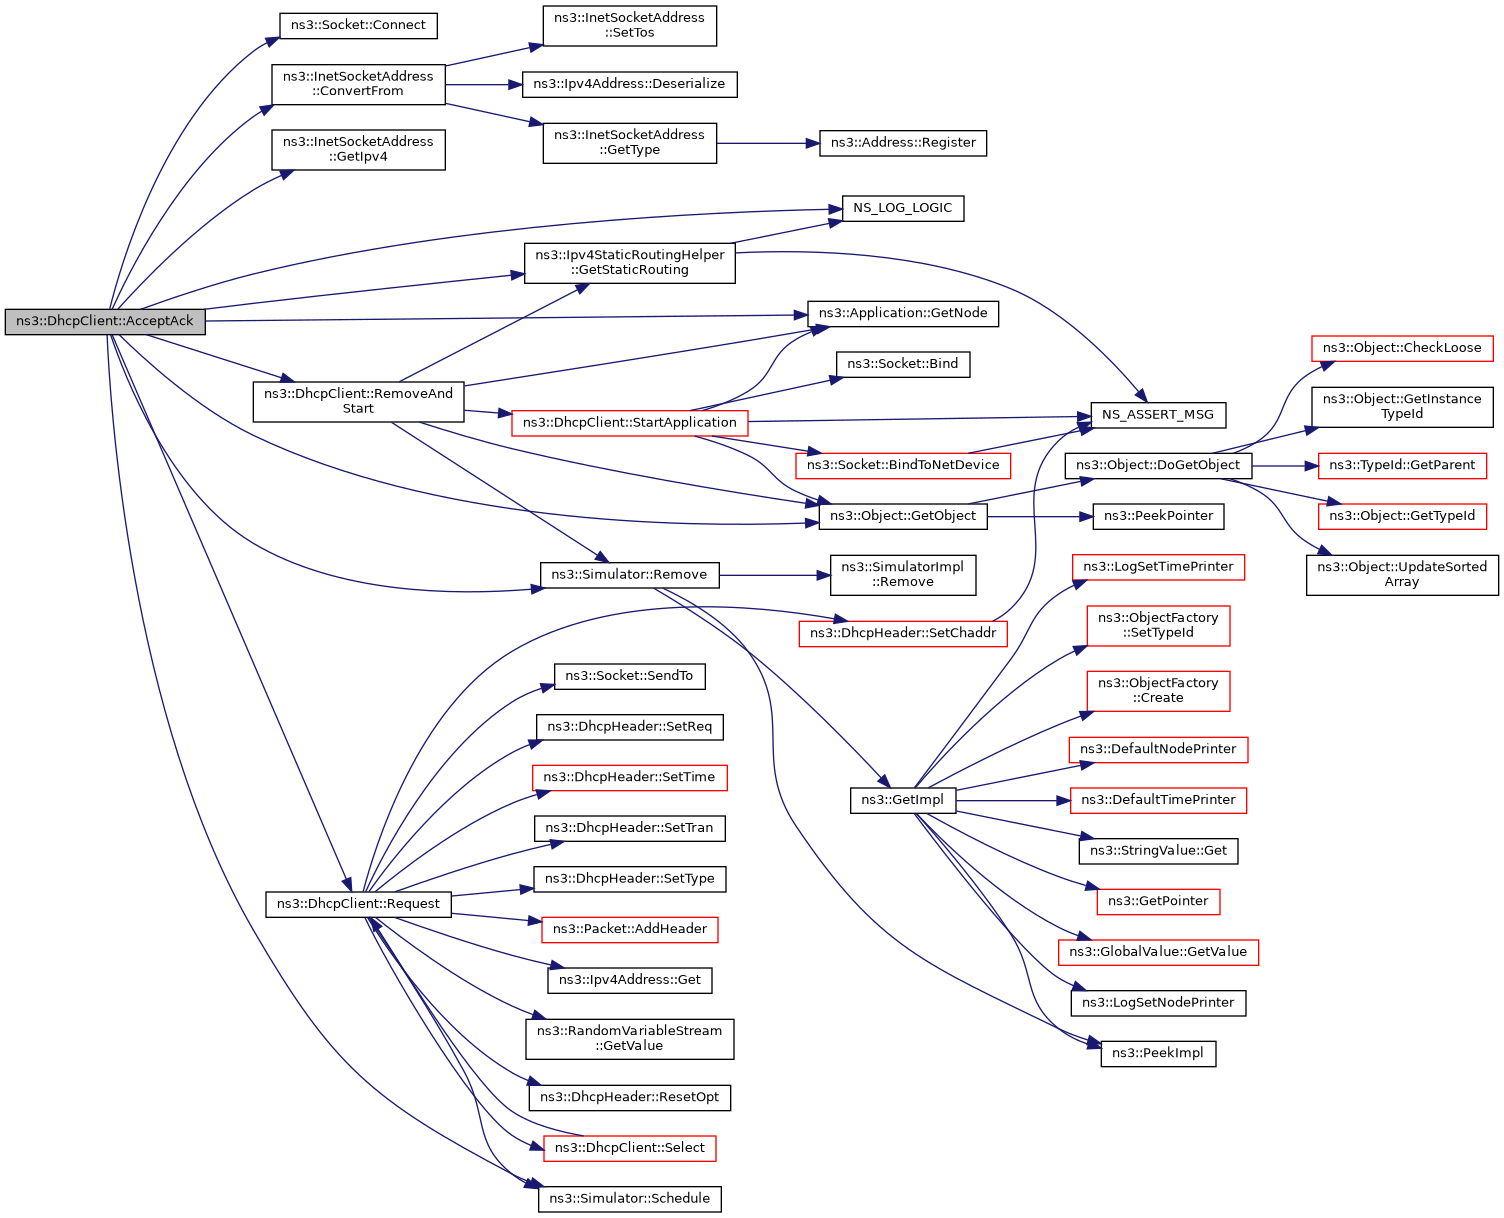 ns3::Socket::Connect
ns3::InetSocketAddress
::SetTos
ns3::InetSocketAddress
::ConvertFrom
ns3::Ipv4Address::Deserialize
ns3::InetSocketAddress
::GetType
ns3::Address::Register
ns3::InetSocketAddress
::GetIpv4
NS_LOG_LOGIC
ns3::Ipv4StaticRoutingHelper
::GetStaticRouting
ns3::DhcpClient::AcceptAck
ns3::Application::GetNode
ns3::Object::CheckLoose
ns3::Socket::Bind
ns3::DhcpClient::RemoveAnd
Start
ns3::Object::GetInstance
TypeId
NS_ASSERT_MSG
ns3::DhcpClient::StartApplication
ns3::Socket::BindToNetDevice
ns3::Object::DoGetObject
ns3::TypeId::GetParent
ns3::Object::GetObject
ns3::PeekPointer
ns3::Object::GetTypeId
ns3::Simulator::Remove
ns3::SimulatorImpl
::Remove
ns3::LogSetTimePrinter
ns3::Object::UpdateSorted
Array
ns3::DhcpHeader::SetChaddr
ns3::ObjectFactory
::SetTypeId
ns3::Socket::SendTo
ns3::ObjectFactory
::Create
ns3::DhcpHeader::SetReq
ns3::DefaultNodePrinter
ns3::DhcpHeader::SetTime
ns3::GetImpl
ns3::DefaultTimePrinter
ns3::DhcpHeader::SetTran
ns3::StringValue::Get
ns3::DhcpHeader::SetType
ns3::DhcpClient::Request
ns3::GetPointer
ns3::Packet::AddHeader
ns3::GlobalValue::GetValue
ns3::Ipv4Address::Get
ns3::LogSetNodePrinter
ns3::RandomVariableStream
::GetValue
ns3::PeekImpl
ns3::DhcpHeader::ResetOpt
ns3::DhcpClient::Select
ns3::Simulator::Schedule